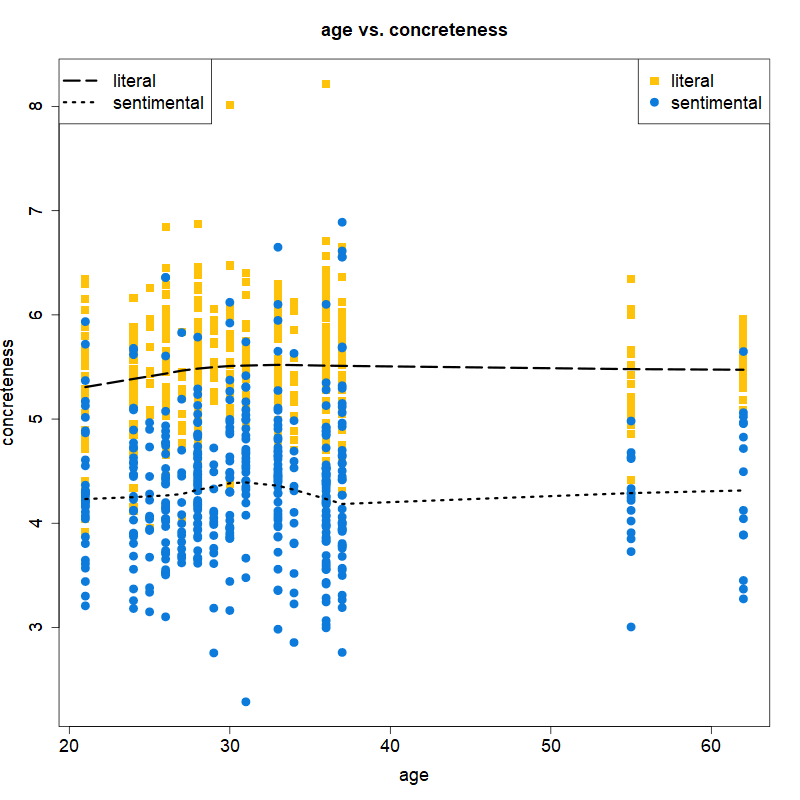 age vs. concreteness
literal
sentimental
literal
sentimental
8
7
6
5
4
3
concreteness
20 30 40 50 60
age